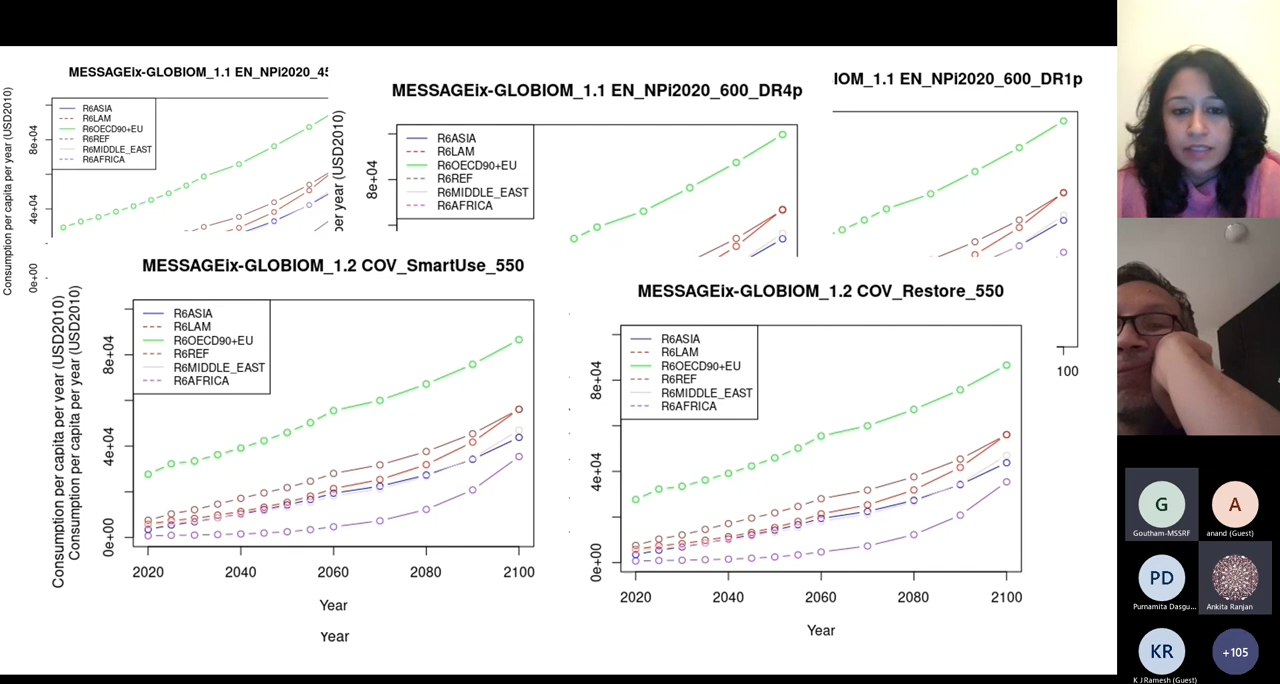 MESSAGEix-GLOBIOM_1.1 EN_NPi2020_45
Consumption per capita per year (USD2010)
8e+04
4e+04
0e+00
R6ASIA
R6LAM
R6OECD90+EU
R6REF
R6MIDDLE_EAST
R6AFRICA
MESSAGEix-GLOBIOM_1.1 EN_NPi2020_600_DR4p
per year (USD2010)
8e+04
R6ASIA
R6LAM
R6OECD90+EU
R6REF
R6MIDDLE_EAST
R6AFRICA
IOM_1.1 EN_NPi2020_600_DR1p
100
MESSAGEix-GLOBIOM_1.2 COV_SmartUse_550
Consumption per capita per year (USD2010)
Consumption per capita per year (USD2010)
8e+04
4e+04
0e+00
R6ASIA
R6LAM
R6OECD90+EU
R6REF
R6MIDDLE_EAST
R6AFRICA
2020 2040 2060 2080 2100
Year
Year
MESSAGEix-GLOBIOM_1.2 COV_Restore_550
8e+04
4e+04
0e+00
R6ASIA
R6LAM
R6OECD90+EU
R6REF
R6MIDDLE_EAST
R6AFRICA
2020 2040 2060 2080 2100
Year
G
Goutham-MSSRF
A
anand (Guest)
PD
Purnamita Dasgu...
Ankita Ranjan
KR
K J Ramesh (Guest)
+105